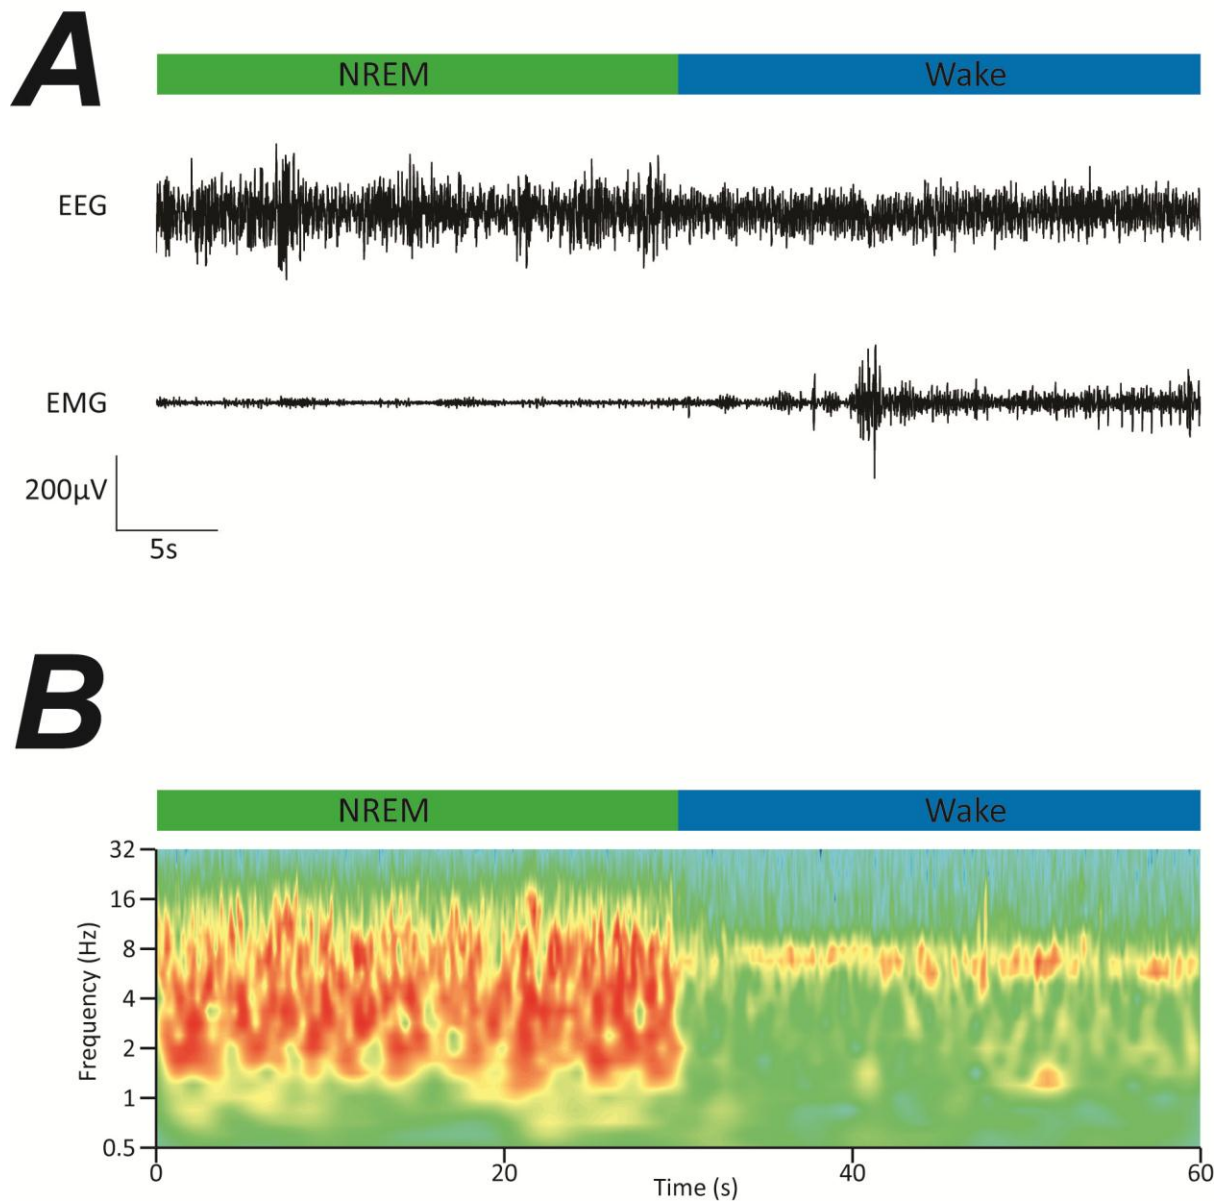 A
NREM Wake
EEG
EMG
200µV
5s
B
NREM Wake
32
16
8
4
2
1
0.5
Frequency (Hz)
0 20 40 60
Time (s)